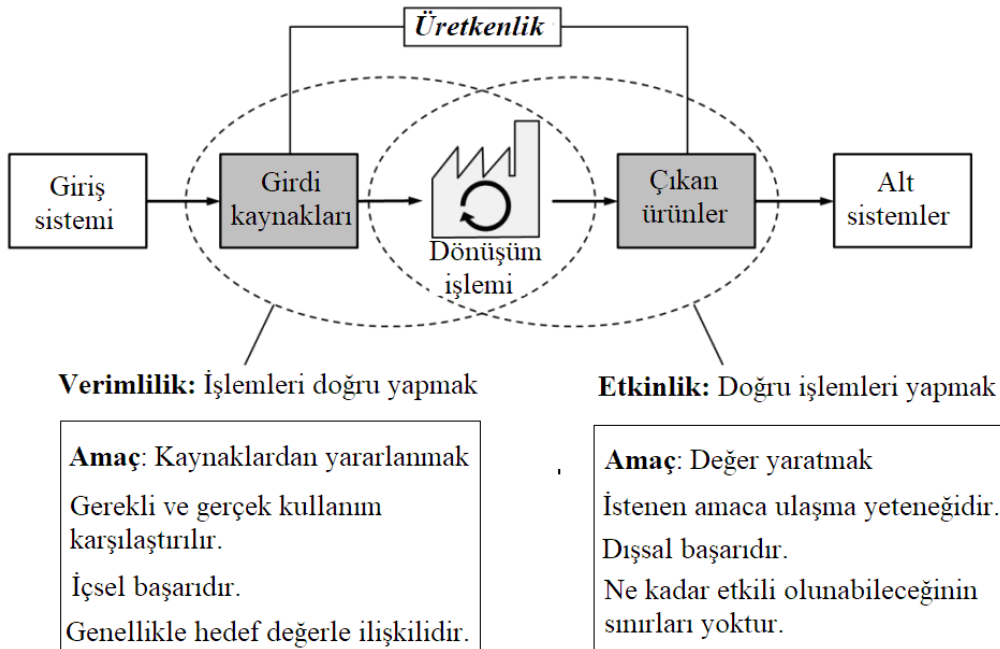 Üretkenlik
Giriş
sistemi
Girdi
kaynakları
Dönüşüm
işlemi
Çıkan
ürünler
Alt
sistemler
Verimlilik: İşlemleri doğru yapmak
Amaç: Kaynaklardan yararlanmak
Gerekli ve gerçek kullanım
karşılaştırılır.
İçsel başarıdır.
Genellikle hedef değerle ilişkilidir.
Etkinlik: Doğru işlemleri yapmak
Amaç: Değer yaratmak
İstenen amaca ulaşma yeteneğidir.
Dışsal başarıdır.
Ne kadar etkili olunabileceğinin
sınırları yoktur.